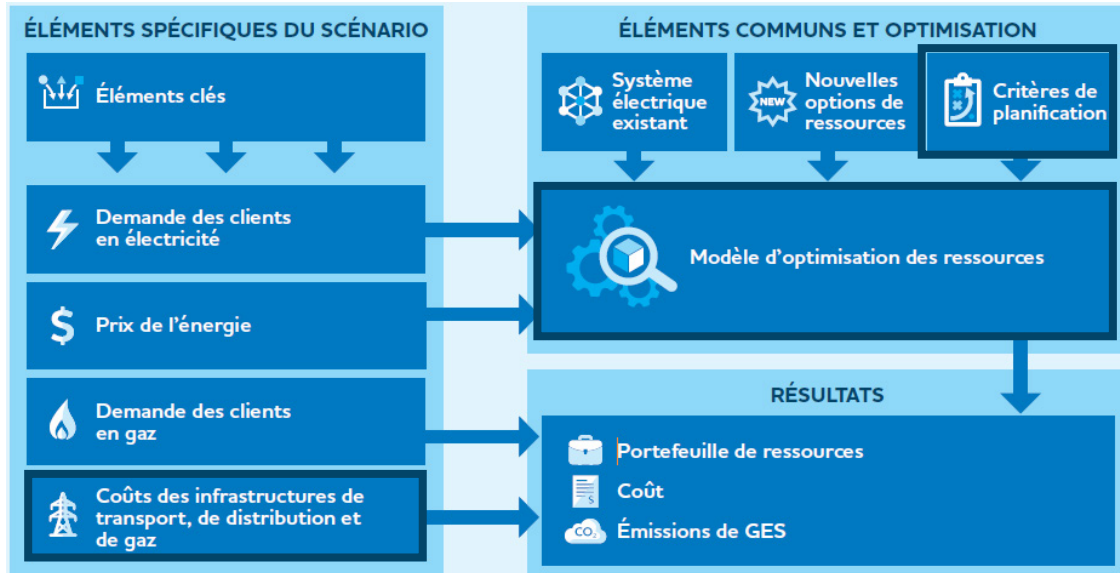 ÉLÉMENTS SPÉCIFIQUES DU SCÉNARIO
Éléments clés
Demande des clients
en électricité
$
Prix de l'énergie
Demande des clients
en gaz
Coûts des infrastructures de
transport, de distribution et
de gaz
ÉLÉMENTS COMMUNS ET OPTIMISATION
Système
électrique
existant
NEW
Nouvelles
options de
ressources
Critères de
planification
Modèle d'optimisation des ressources
RÉSULTATS
Portefeuille de ressources
$
Coût
CO₂
Émissions de GES